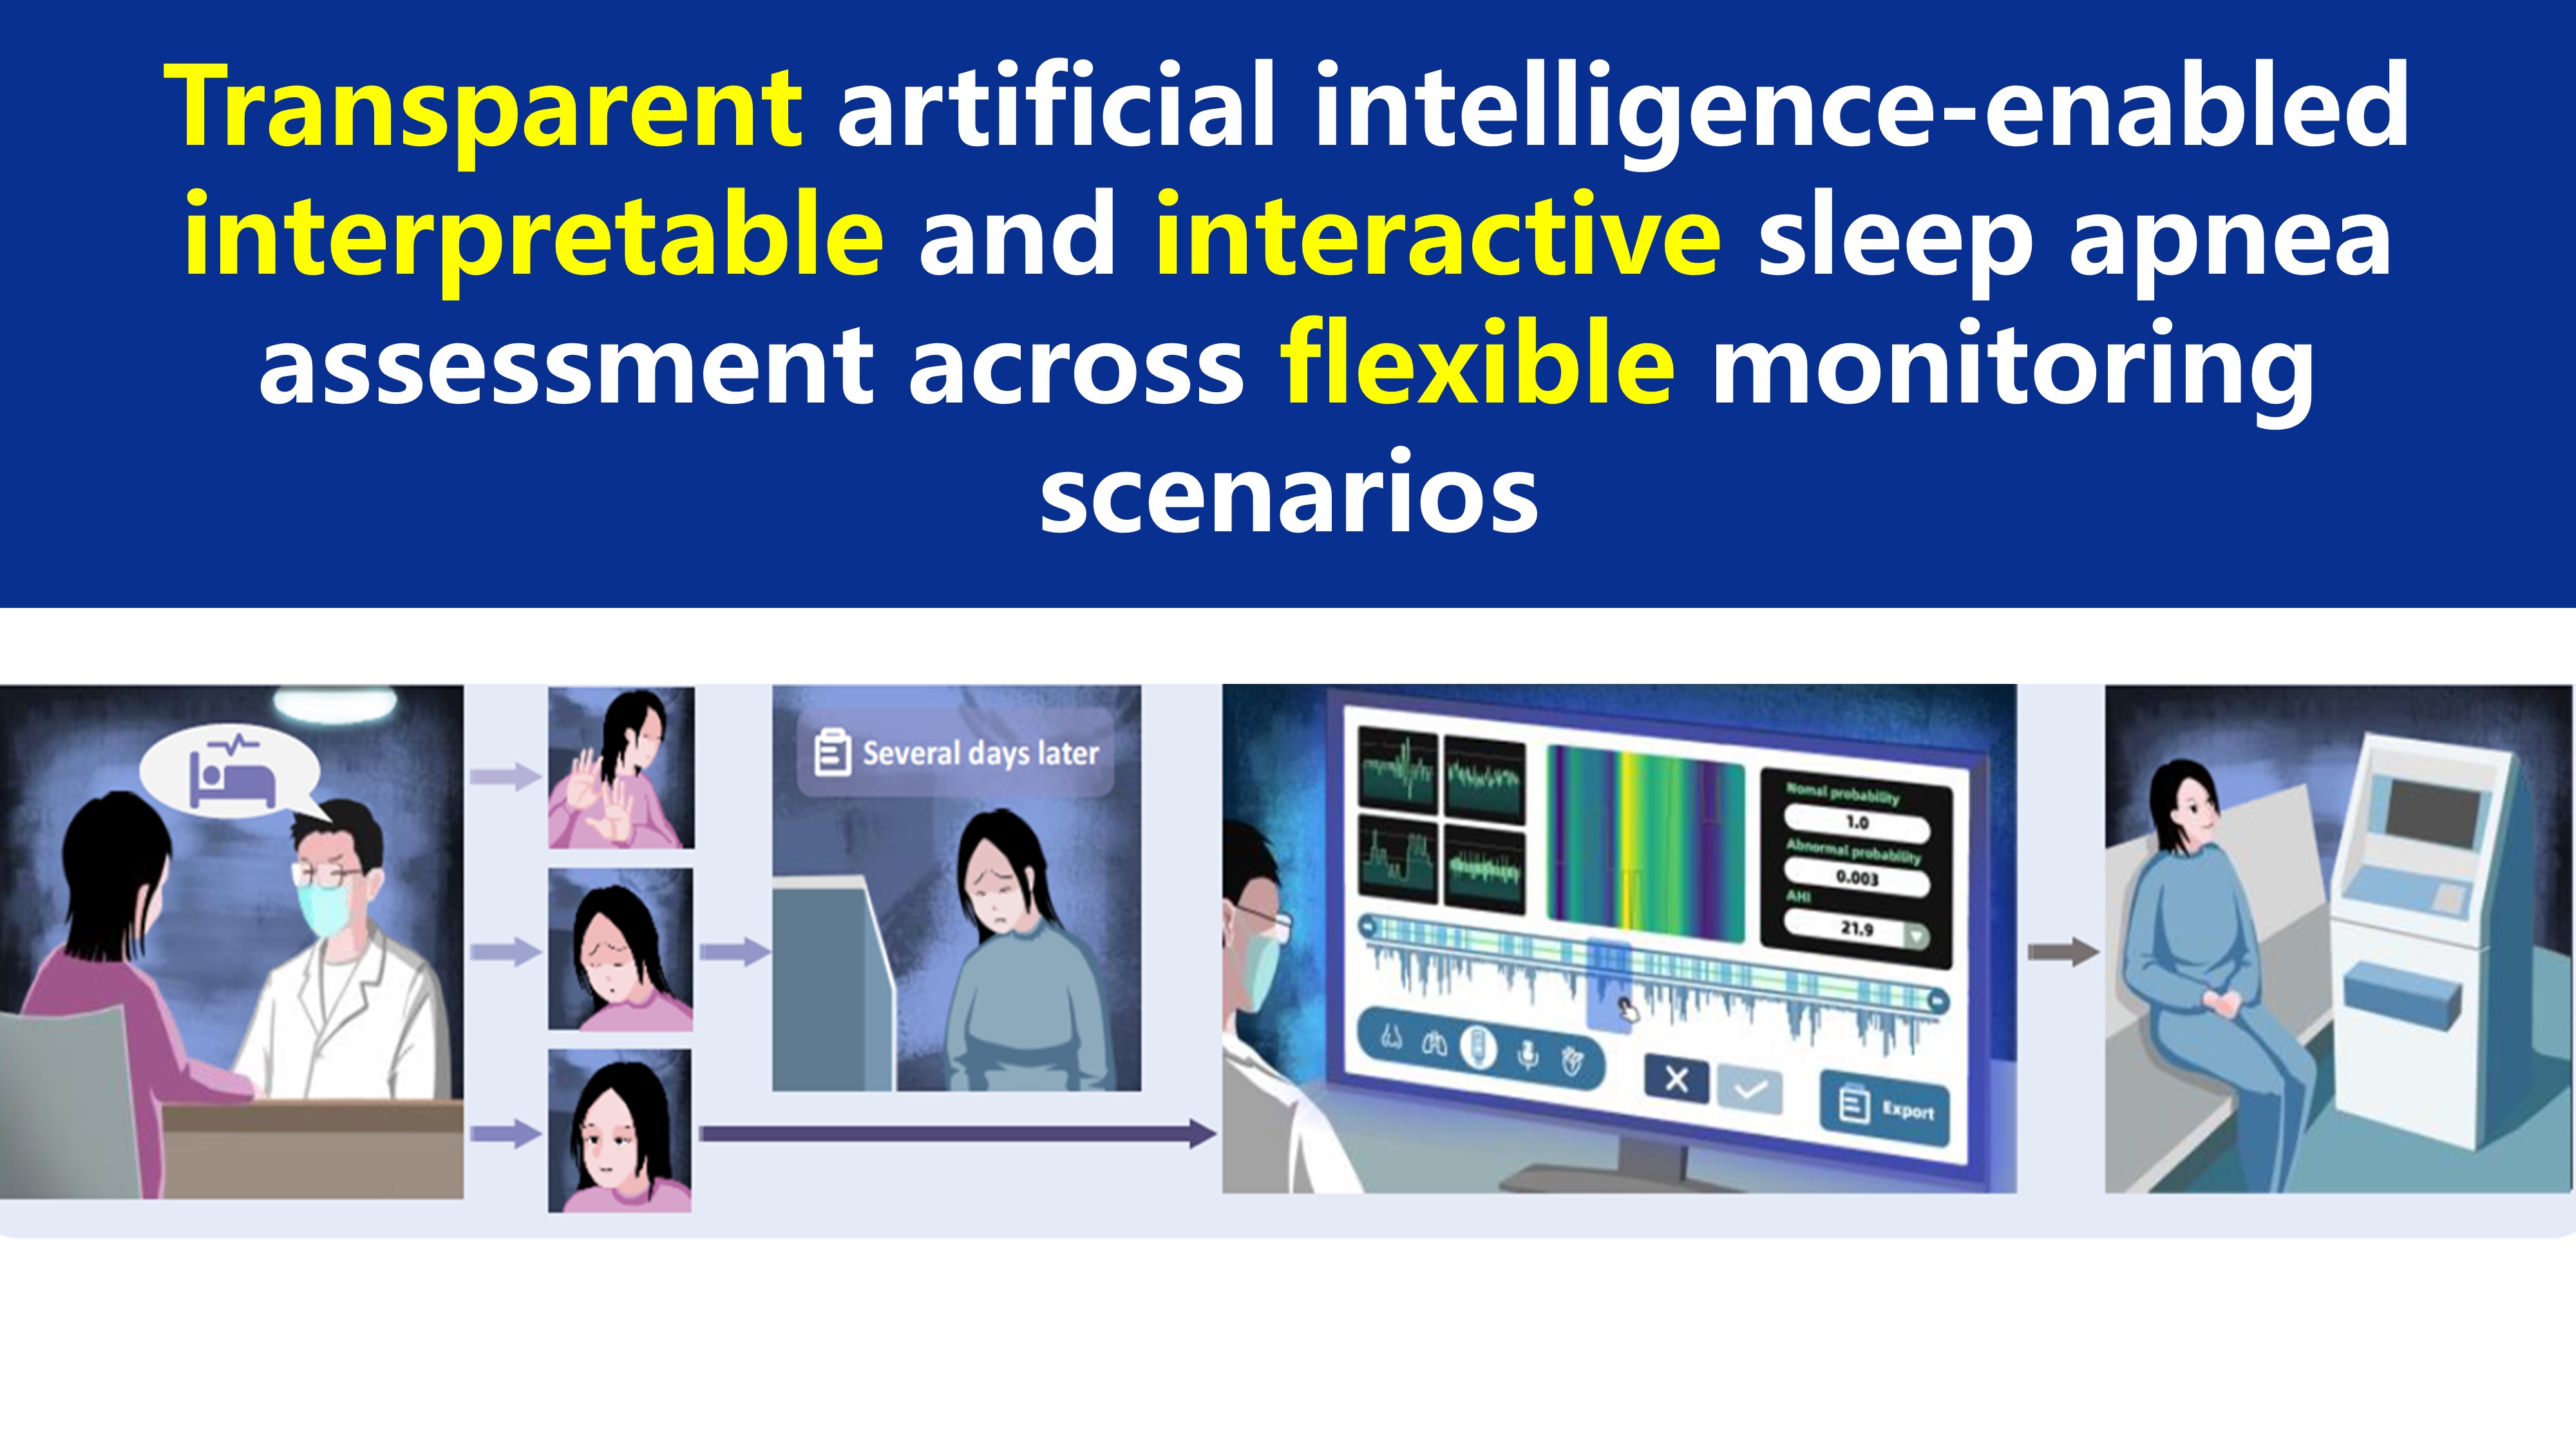 Transparent artificial intelligence-enabled
interpretable and interactive sleep apnea
assessment across flexible monitoring
scenarios
Several days later
Nomal probability
1.0
Abnormal probability
0.003
AHI
21.9
Export